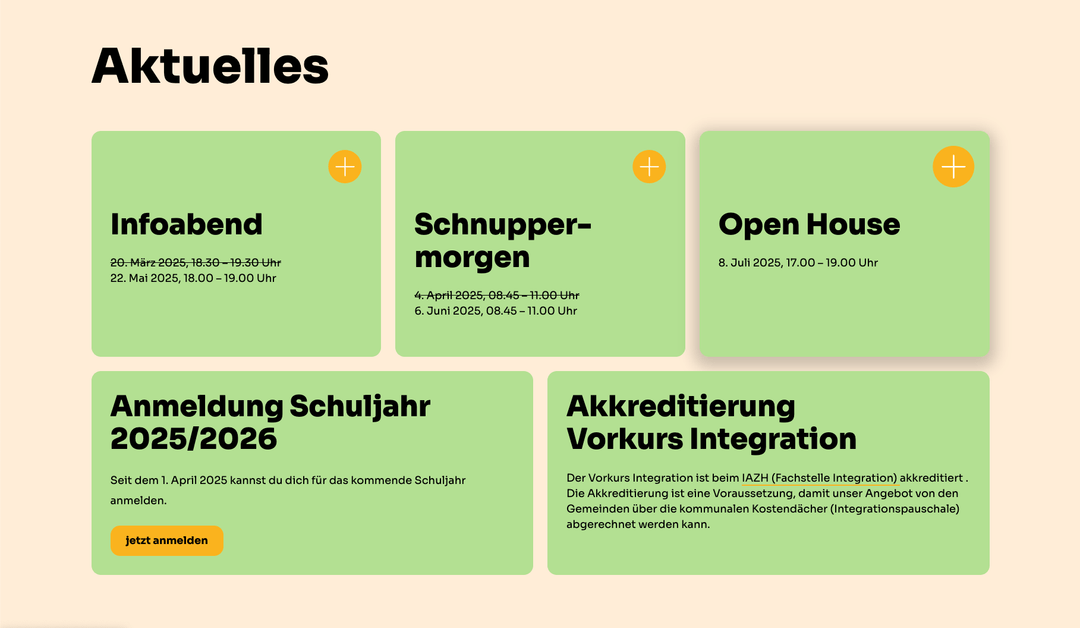 Aktuelles
Infoabend
20. März 2025, 18.30 – 19.30 Uhr
22. Mai 2025, 18.00 – 19.00 Uhr
Schnupper-
morgen
4. April 2025, 08.45 – 11.00 Uhr
6. Juni 2025, 08.45 – 11.00 Uhr
Open House
8. Juli 2025, 17.00 – 19.00 Uhr
Anmeldung Schuljahr
2025/2026
Seit dem 1. April 2025 kannst du dich für das kommende Schuljahr
anmelden.
jetzt anmelden
Akkreditierung
Vorkurs Integration
Der Vorkurs Integration ist beim IAZH (Fachstelle Integration) akkreditiert .
Die Akkreditierung ist eine Voraussetzung, damit unser Angebot von den
Gemeinden über die kommunalen Kostendächer (Integrationspauschale)
abgerechnet werden kann.